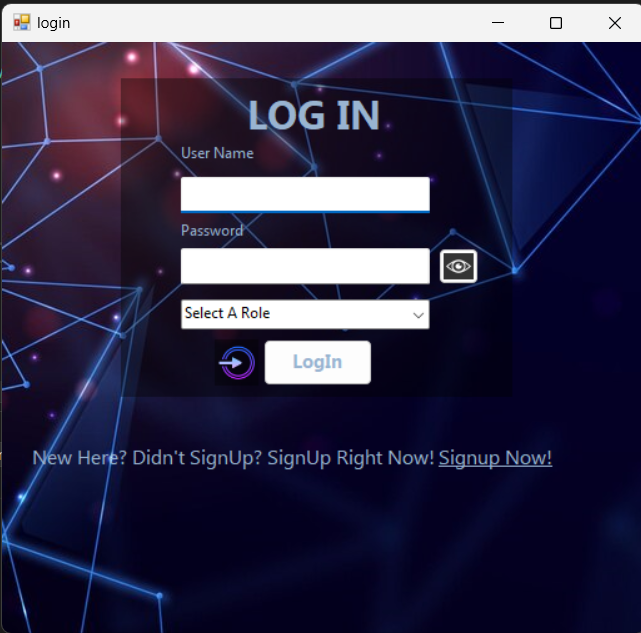 login
LOG IN
User Name
Password
Select A Role
LogIn
New Here? Didn't SignUp? SignUp Right Now! Signup Now!